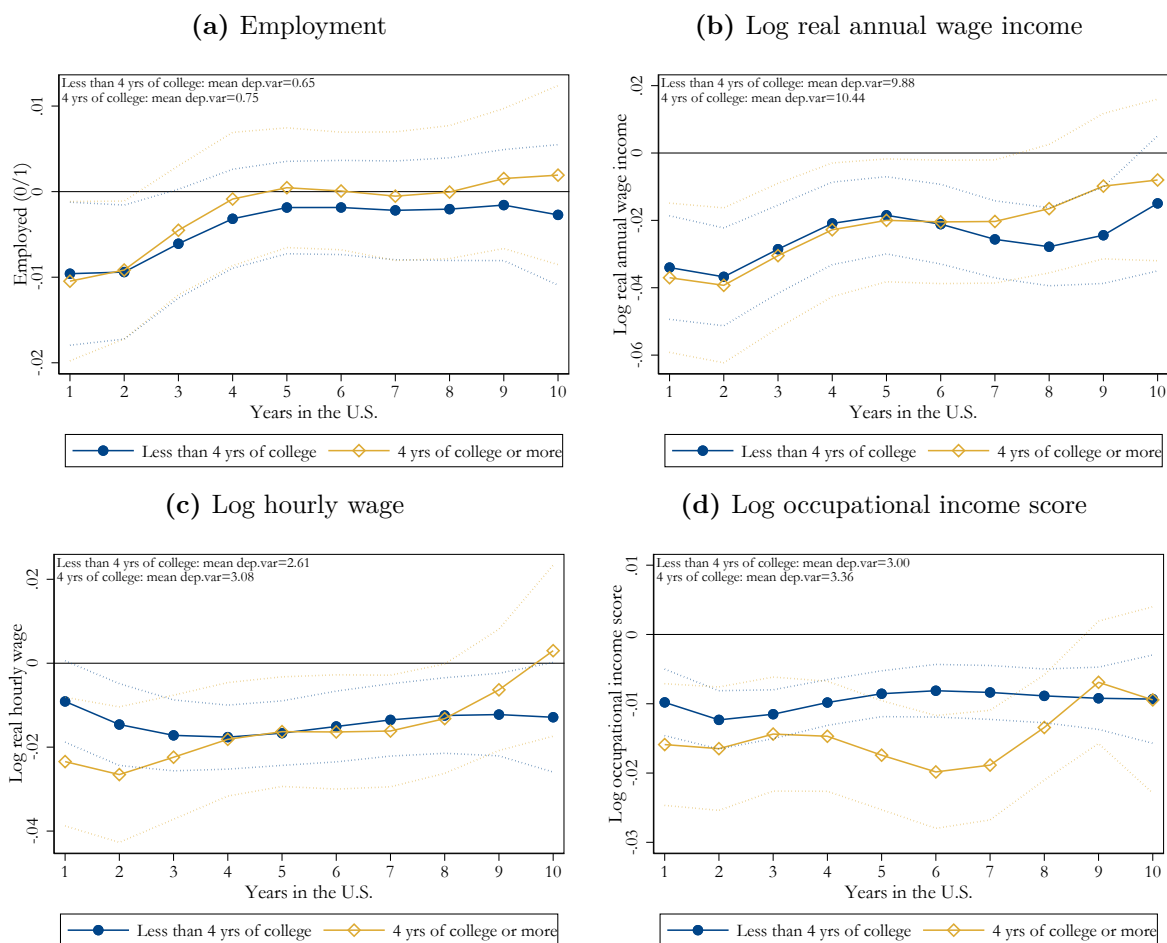 (a) Employment
Less than 4 yrs of college: mean dep.var=0.65
4 yrs of college: mean dep.var=0.75
Employed (0/1)
.01
0
-.01
-.02
1 2 3 4 5 6 7 8 9 10
Years in the U.S.
Less than 4 yrs of college 4 yrs of college or more
(b) Log real annual wage income
Less than 4 yrs of college: mean dep.var=9.88
4 yrs of college: mean dep.var=10.44
Log real annual wage income
.02
0
-.02
-.04
-.06
1 2 3 4 5 6 7 8 9 10
Years in the U.S.
Less than 4 yrs of college 4 yrs of college or more
(c) Log hourly wage
Less than 4 yrs of college: mean dep.var=2.61
4 yrs of college: mean dep.var=3.08
Log real hourly wage
.02
0
-.02
-.04
1 2 3 4 5 6 7 8 9 10
Years in the U.S.
Less than 4 yrs of college 4 yrs of college or more
(d) Log occupational income score
Less than 4 yrs of college: mean dep.var=3.00
4 yrs of college: mean dep.var=3.36
Log occupational income score
.01
0
-.01
-.02
-.03
1 2 3 4 5 6 7 8 9 10
Years in the U.S.
Less than 4 yrs of college 4 yrs of college or more